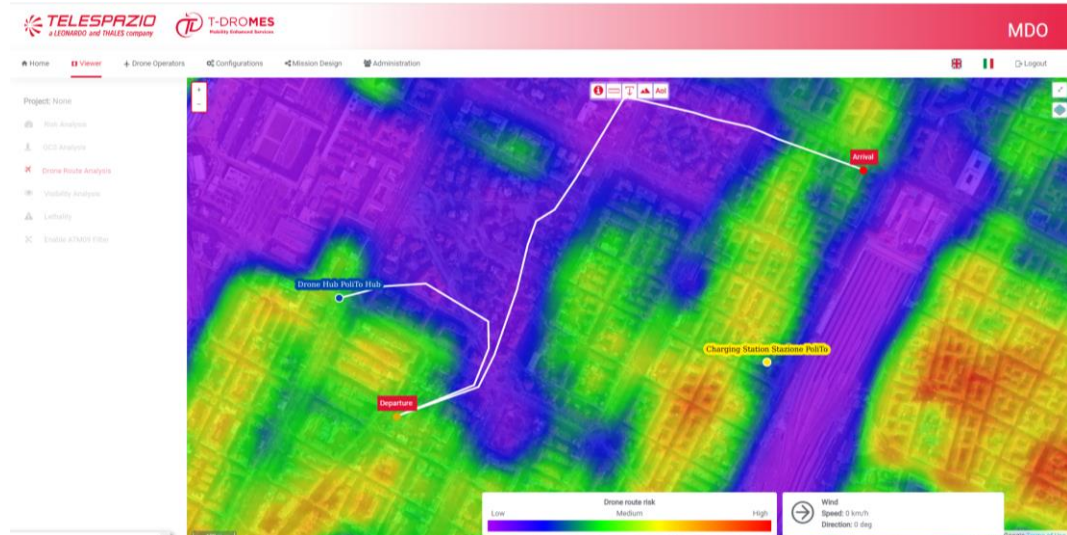 TELESPAZIO
a LEONARDO and THALES company
T-DROMES
Mobility Enhanced Services
MDO
Home
Viewer
Drone Operators
Configurations
Mission Design
Administration
Logout
Project: None
Risk Analysis
GCS Analysis
Drone Route Analysis
Visibility Analysis
Lethality
Enable ATM09 Filter
+
−
AoI
Arrival
Drone Hub PoliTo Hub
Charging Station Stazione PoliTo
Departure
Drone route risk
Low Medium High
Wind
Speed: 0 km/h
Direction: 0 deg